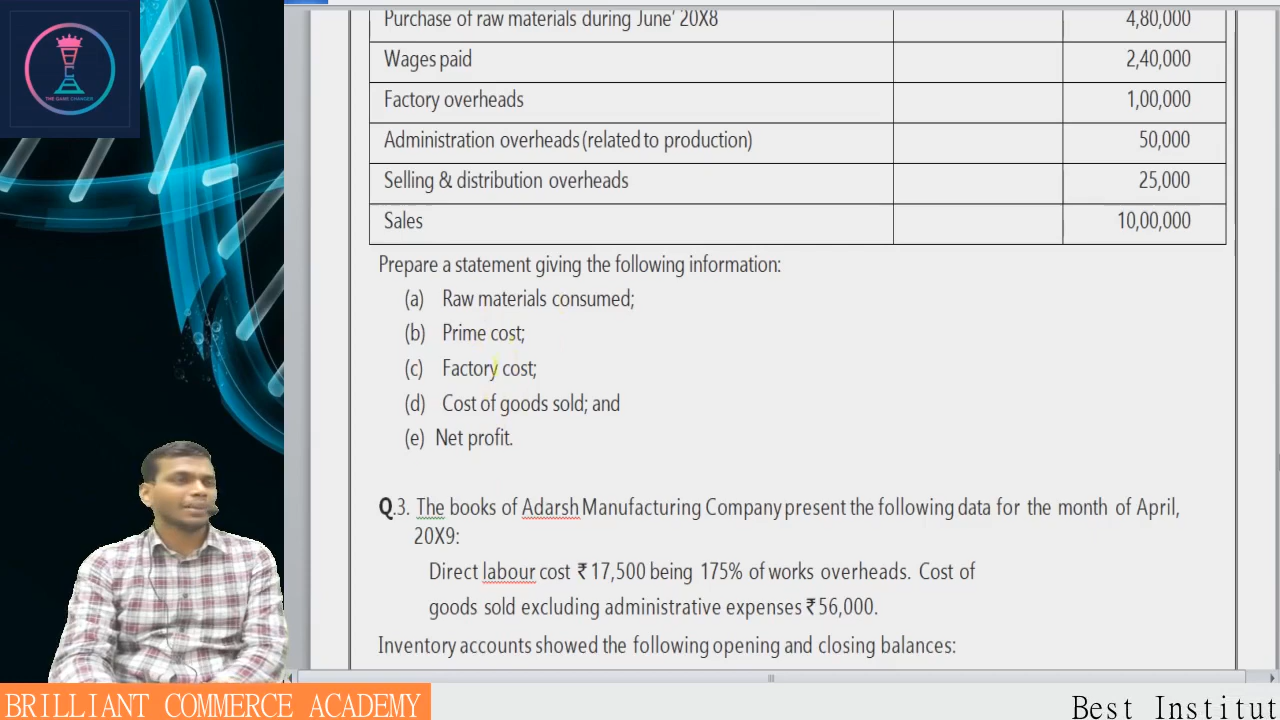 THE GAME CHANGER
Purchase of raw materials during June' 20X8 4,80,000
Wages paid 2,40,000
Factory overheads 1,00,000
Administration overheads (related to production) 50,000
Selling & distribution overheads 25,000
Sales 10,00,000
Prepare a statement giving the following information:
(a) Raw materials consumed;
(b) Prime cost;
(c) Factory cost;
(d) Cost of goods sold; and
(e) Net profit.
Q.3. The books of Adarsh Manufacturing Company present the following data for the month of April,
20X9:
Direct labour cost ₹ 17,500 being 175% of works overheads. Cost of
goods sold excluding administrative expenses ₹ 56,000.
Inventory accounts showed the following opening and closing balances:
BRILLIANT COMMERCE ACADEMY
Best Institut